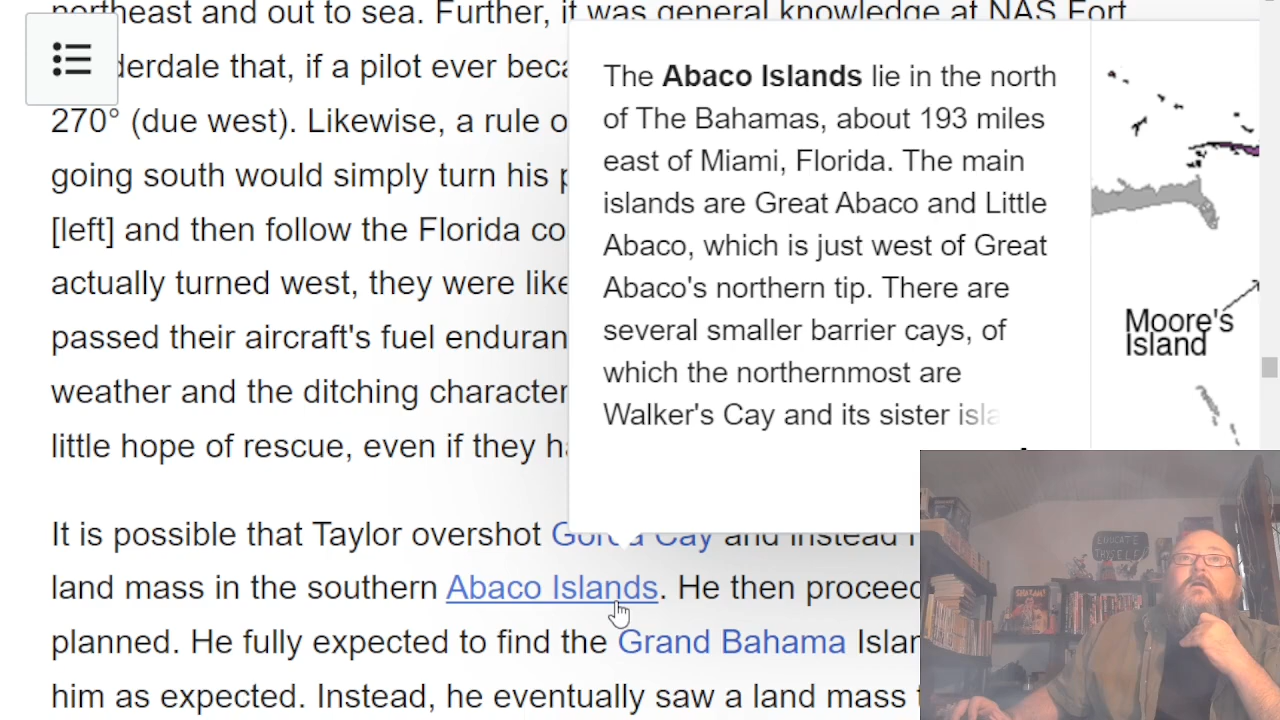 northeast and out to sea. Further, it was general knowledge at NAS Fort
derdale that, if a pilot ever beca
270° (due west). Likewise, a rule o
going south would simply turn his p
[left] and then follow the Florida co
actually turned west, they were like
passed their aircraft's fuel enduran
weather and the ditching character
little hope of rescue, even if they ha
The Abaco Islands lie in the north
of The Bahamas, about 193 miles
east of Miami, Florida. The main
islands are Great Abaco and Little
Abaco, which is just west of Great
Abaco's northern tip. There are
several smaller barrier cays, of
which the northernmost are
Walker's Cay and its sister isla
Moore's
Island
It is possible that Taylor overshot Gorda Cay and instead r
land mass in the southern Abaco Islands. He then proceed
planned. He fully expected to find the Grand Bahama Islan
him as expected. Instead, he eventually saw a land mass t
EDUCATE
THYSELF